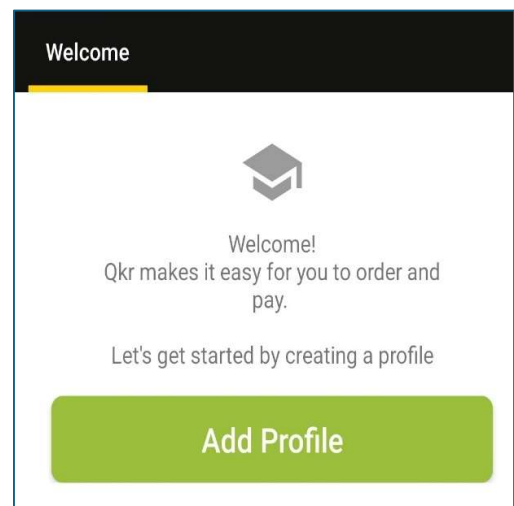 Welcome
Welcome!
Qkr makes it easy for you to order and
pay.
Let's get started by creating a profile
Add Profile